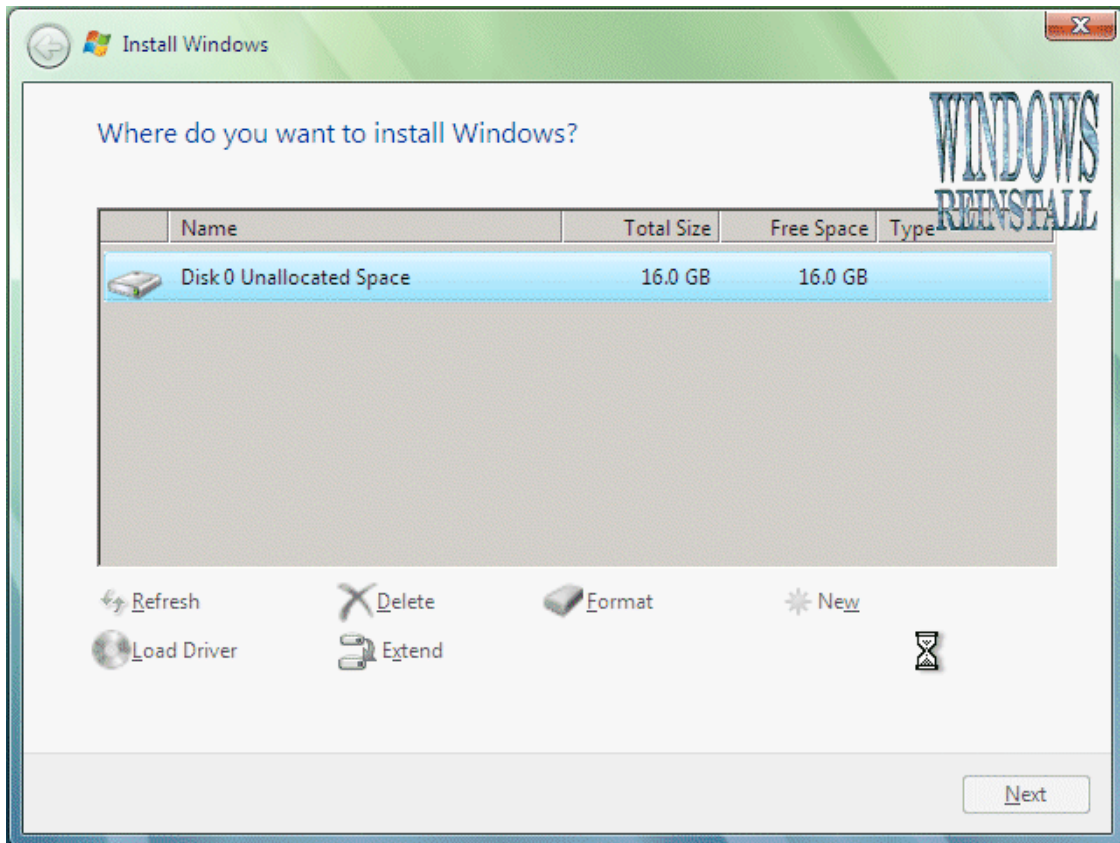 Install Windows
X
Where do you want to install Windows?
WINDOWS
REINSTALL
Name Total Size Free Space Type
Disk 0 Unallocated Space 16.0 GB 16.0 GB
Refresh Delete Format New
Load Driver Extend
Next